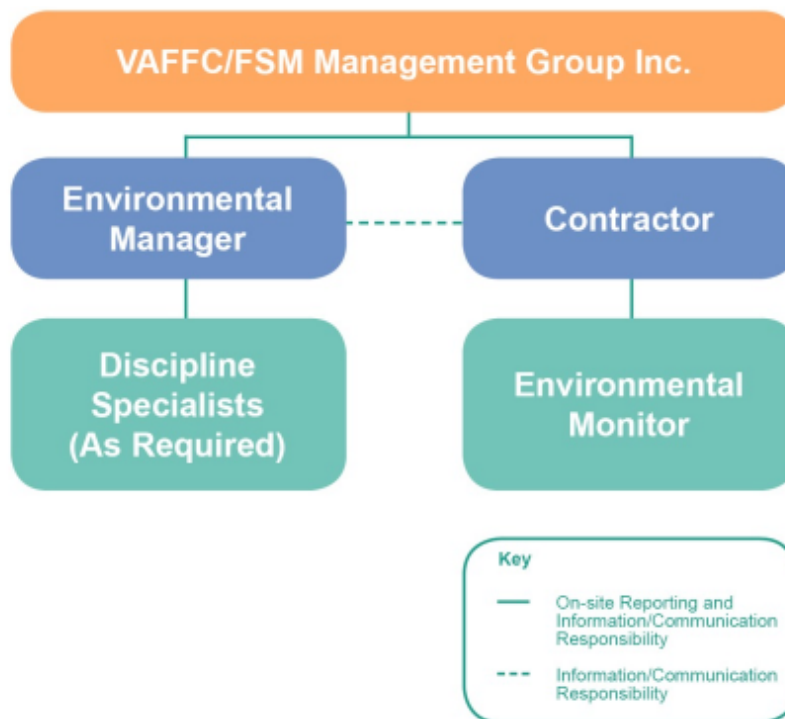 VAFFC/FSM Management Group Inc.
Environmental
Manager
Contractor
Discipline
Specialists
(As Required)
Environmental
Monitor
Key
On-site Reporting and
Information/Communication
Responsibility
Information/Communication
Responsibility